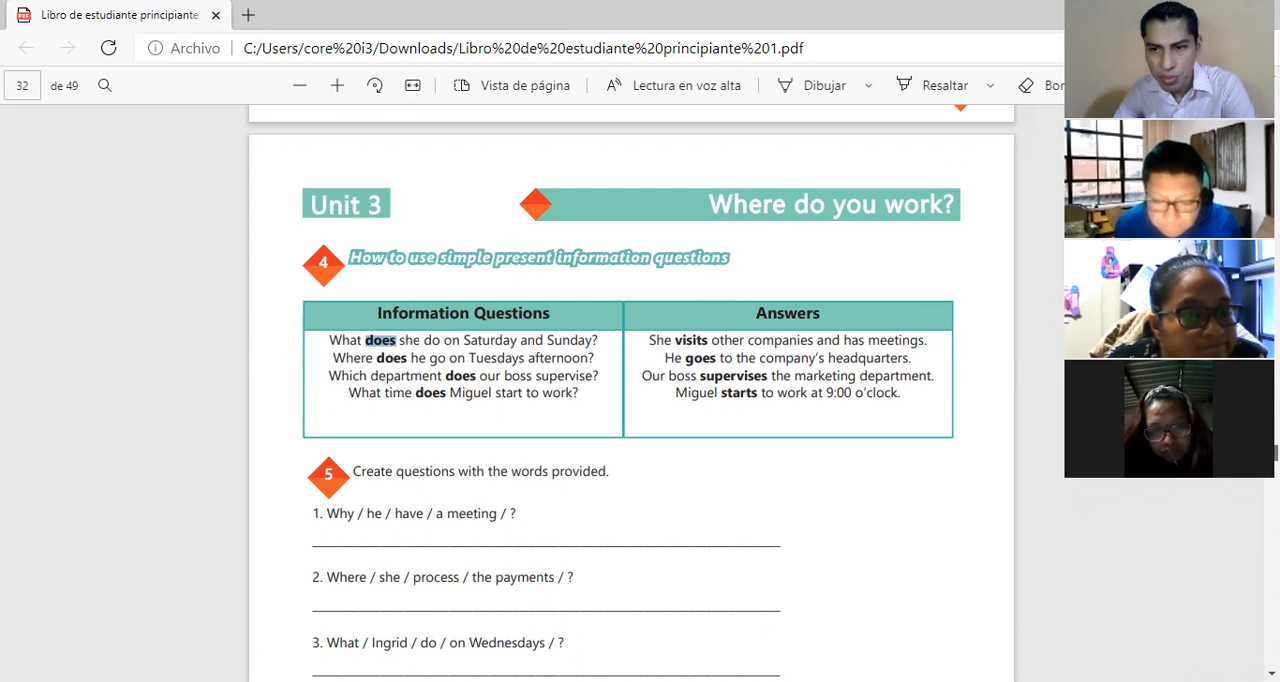 Libro de estudiante principiante
Archivo
C:/Users/core%20i3/Downloads/Libro%20de%20estudiante%20principiante%201.pdf
32 de 49
Vista de página
Lectura en voz alta
Dibujar
Resaltar
Bor
Unit 3
Where do you work?
4 How to use simple present information questions
Information Questions
What does she do on Saturday and Sunday?
Where does he go on Tuesdays afternoon?
Which department does our boss supervise?
What time does Miguel start to work?
Answers
She visits other companies and has meetings.
He goes to the company's headquarters.
Our boss supervises the marketing department.
Miguel starts to work at 9:00 o'clock.
5 Create questions with the words provided.
1. Why / he / have / a meeting / ?
2. Where / she / process / the payments / ?
3. What / Ingrid / do / on Wednesdays / ?